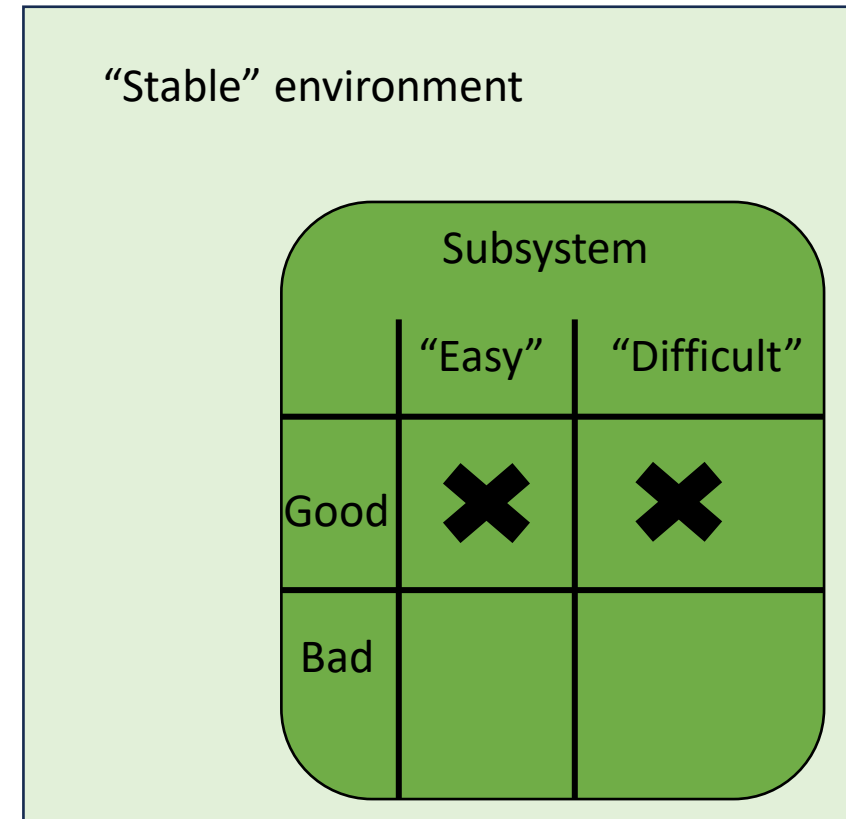 “Stable” environment
Subsystem
“Easy” “Difficult”
Good
Bad